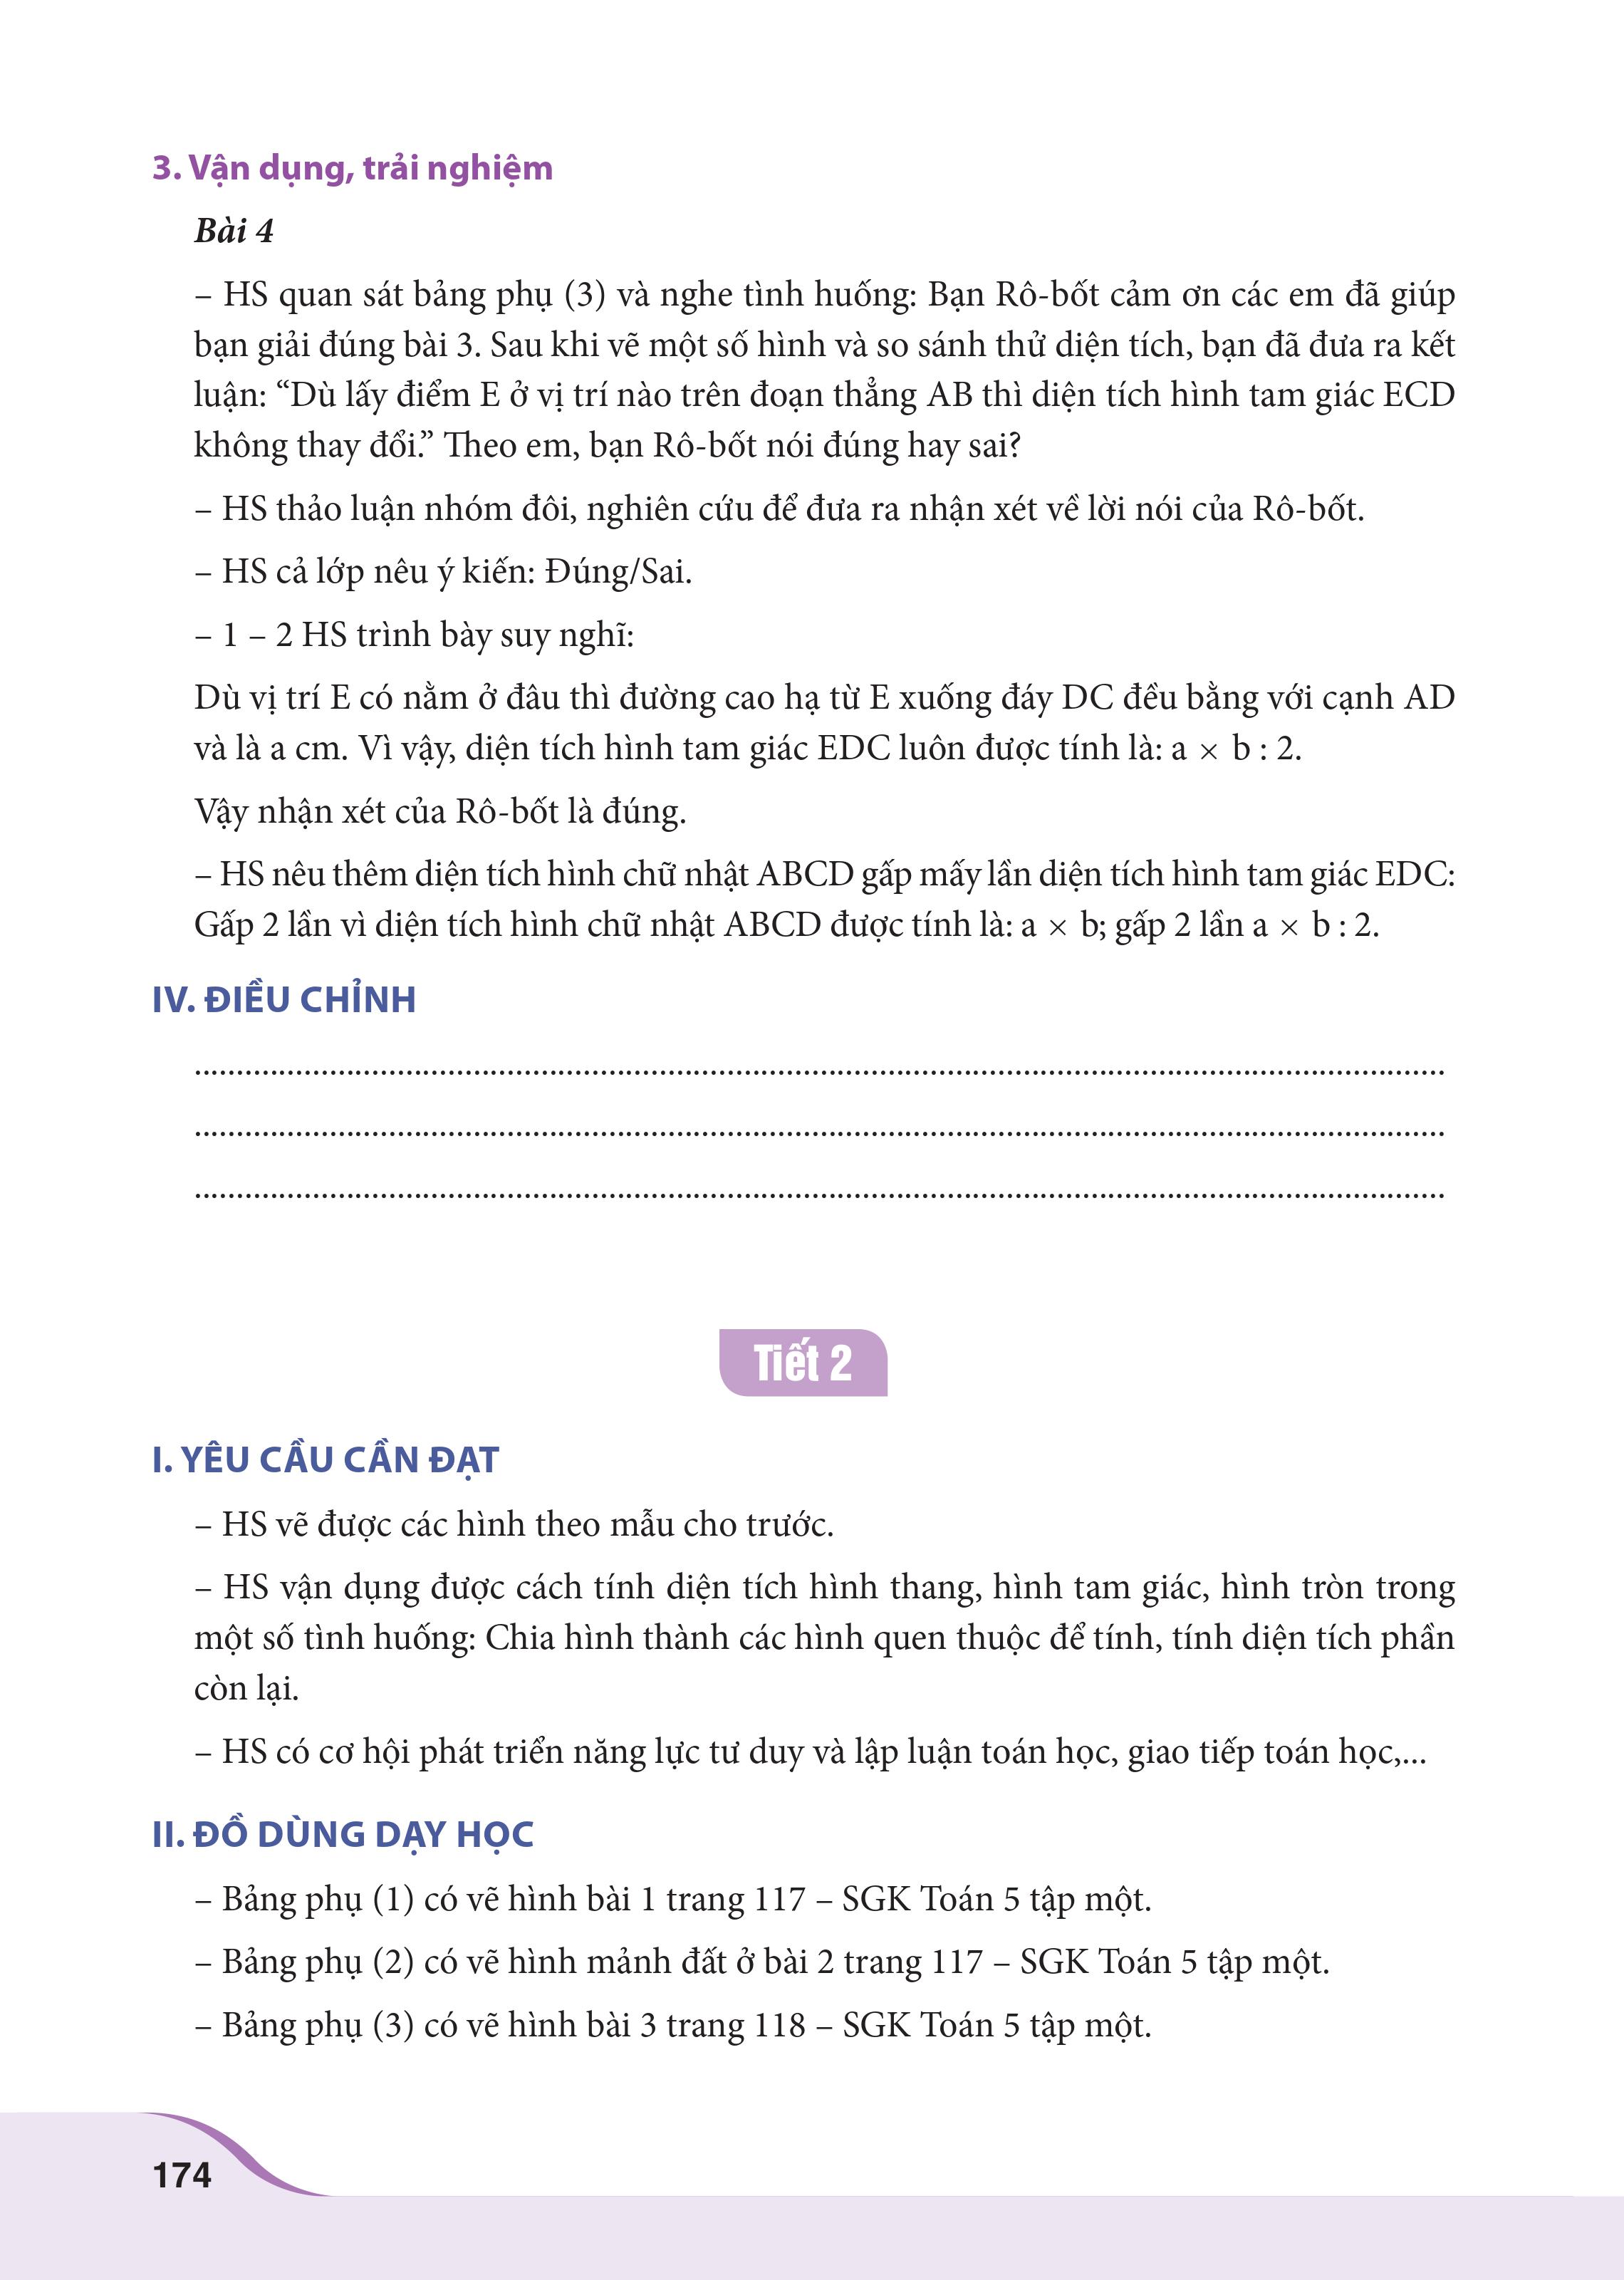 3. Vận dụng, trải nghiệm
Bài 4
– HS quan sát bảng phụ (3) và nghe tình huống: Bạn Rô-bốt cảm ơn các em đã giúp
bạn giải đúng bài 3. Sau khi vẽ một số hình và so sánh thử diện tích, bạn đã đưa ra kết
luận: “Dù lấy điểm E ở vị trí nào trên đoạn thẳng AB thì diện tích hình tam giác ECD
không thay đổi.” Theo em, bạn Rô-bốt nói đúng hay sai?
– HS thảo luận nhóm đôi, nghiên cứu để đưa ra nhận xét về lời nói của Rô-bốt.
– HS cả lớp nêu ý kiến: Đúng/Sai.
– 1 – 2 HS trình bày suy nghĩ:
Dù vị trí E có nằm ở đâu thì đường cao hạ từ E xuống đáy DC đều bằng với cạnh AD
và là a cm. Vì vậy, diện tích hình tam giác EDC luôn được tính là: a × b : 2.
Vậy nhận xét của Rô-bốt là đúng.
– HS nêu thêm diện tích hình chữ nhật ABCD gấp mấy lần diện tích hình tam giác EDC:
Gấp 2 lần vì diện tích hình chữ nhật ABCD được tính là: a × b; gấp 2 lần a × b : 2.
IV. ĐIỀU CHỈNH
....................................................................................................
....................................................................................................
....................................................................................................
Tiết 2
I. YÊU CẦU CẦN ĐẠT
– HS vẽ được các hình theo mẫu cho trước.
– HS vận dụng được cách tính diện tích hình thang, hình tam giác, hình tròn trong
một số tình huống: Chia hình thành các hình quen thuộc để tính, tính diện tích phần
còn lại.
– HS có cơ hội phát triển năng lực tư duy và lập luận toán học, giao tiếp toán học,...
II. ĐỒ DÙNG DẠY HỌC
– Bảng phụ (1) có vẽ hình bài 1 trang 117 – SGK Toán 5 tập một.
– Bảng phụ (2) có vẽ hình mảnh đất ở bài 2 trang 117 – SGK Toán 5 tập một.
– Bảng phụ (3) có vẽ hình bài 3 trang 118 – SGK Toán 5 tập một.
174